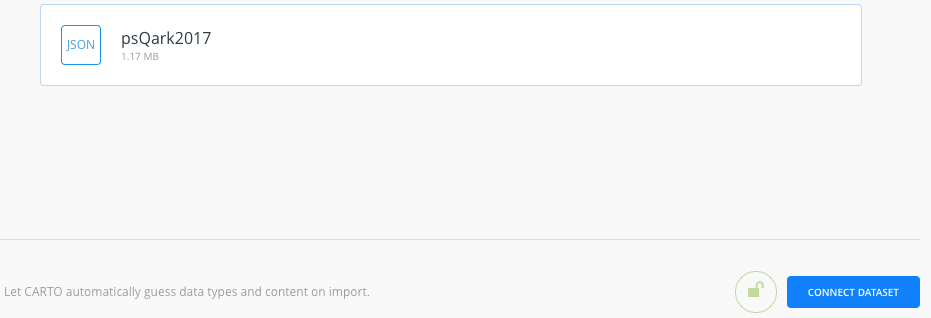 JSON
psQark2017
1.17 MB
Let CARTO automatically guess data types and content on import.
CONNECT DATASET